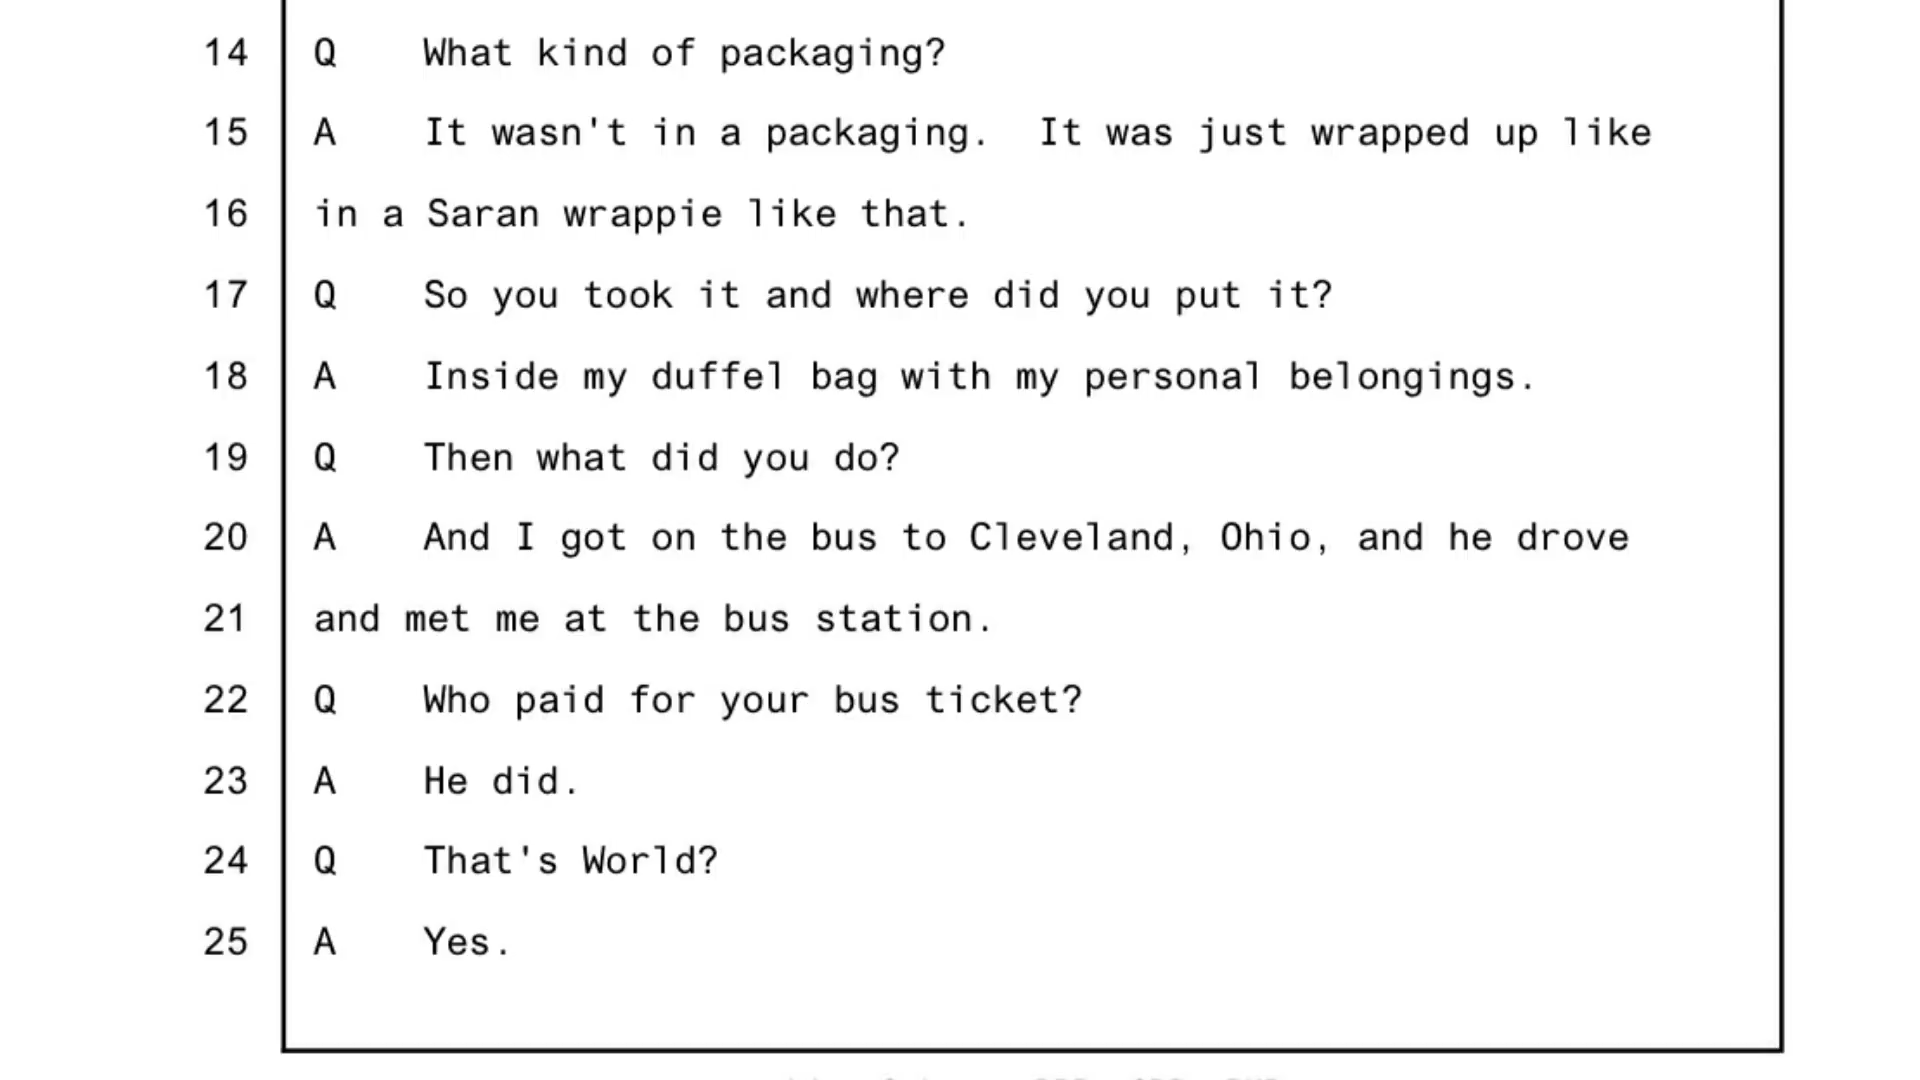 14 Q What kind of packaging?
15 A It wasn't in a packaging. It was just wrapped up like
16 in a Saran wrappie like that.
17 Q So you took it and where did you put it?
18 A Inside my duffel bag with my personal belongings.
19 Q Then what did you do?
20 A And I got on the bus to Cleveland, Ohio, and he drove
21 and met me at the bus station.
22 Q Who paid for your bus ticket?
23 A He did.
24 Q That's World?
25 A Yes.